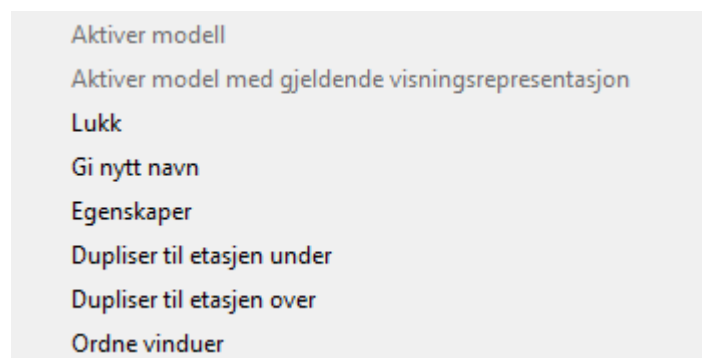 Aktiver modell
Aktiver model med gjeldende visningsrepresentasjon
Lukk
Gi nytt navn
Egenskaper
Dupliser til etasjen under
Dupliser til etasjen over
Ordne vinduer